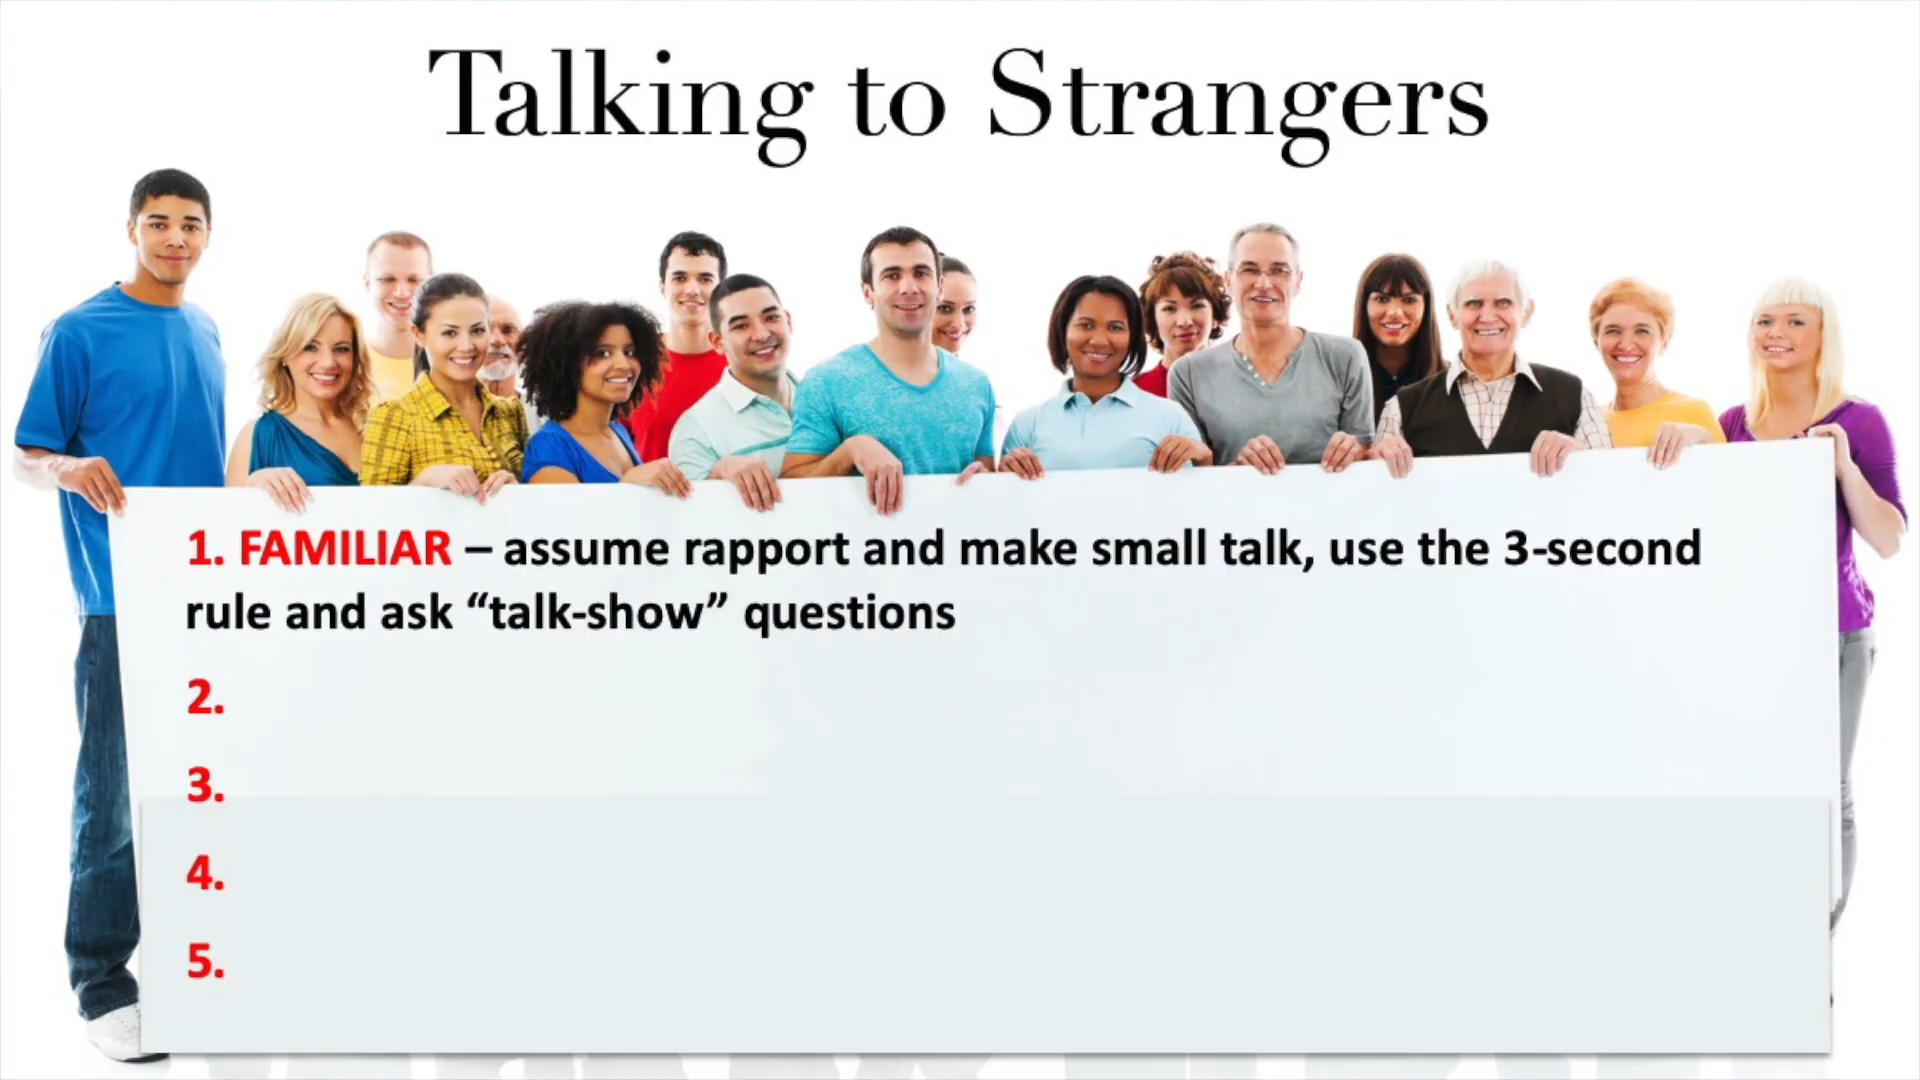 Talking to Strangers
1. FAMILIAR – assume rapport and make small talk, use the 3-second
rule and ask “talk-show” questions
2.
3.
4.
5.